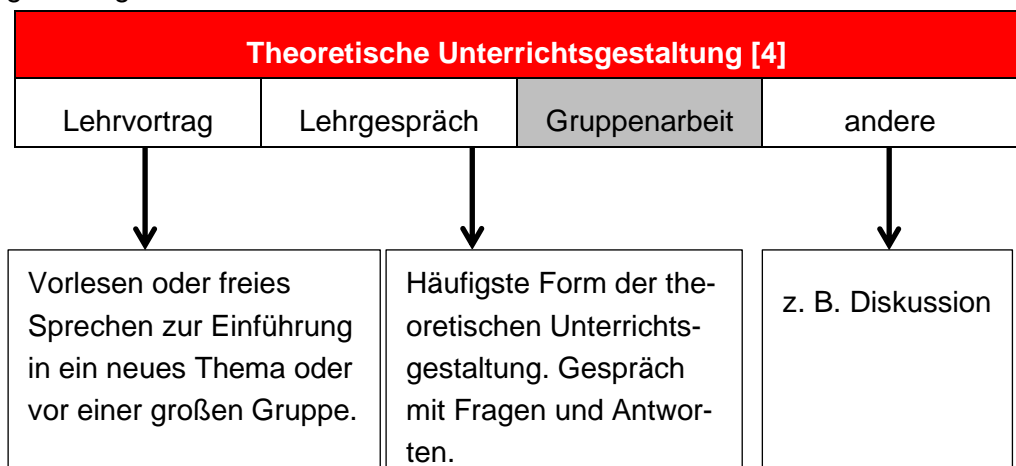 Theoretische Unterrichtsgestaltung [4]
Lehrvortrag
Lehrgespräch
Gruppenarbeit
andere
Vorlesen oder freies
Sprechen zur Einführung
in ein neues Thema oder
vor einer großen Gruppe.
Häufigste Form der the-
oretischen Unterrichts-
gestaltung. Gespräch
mit Fragen und Antwor-
ten.
z. B. Diskussion